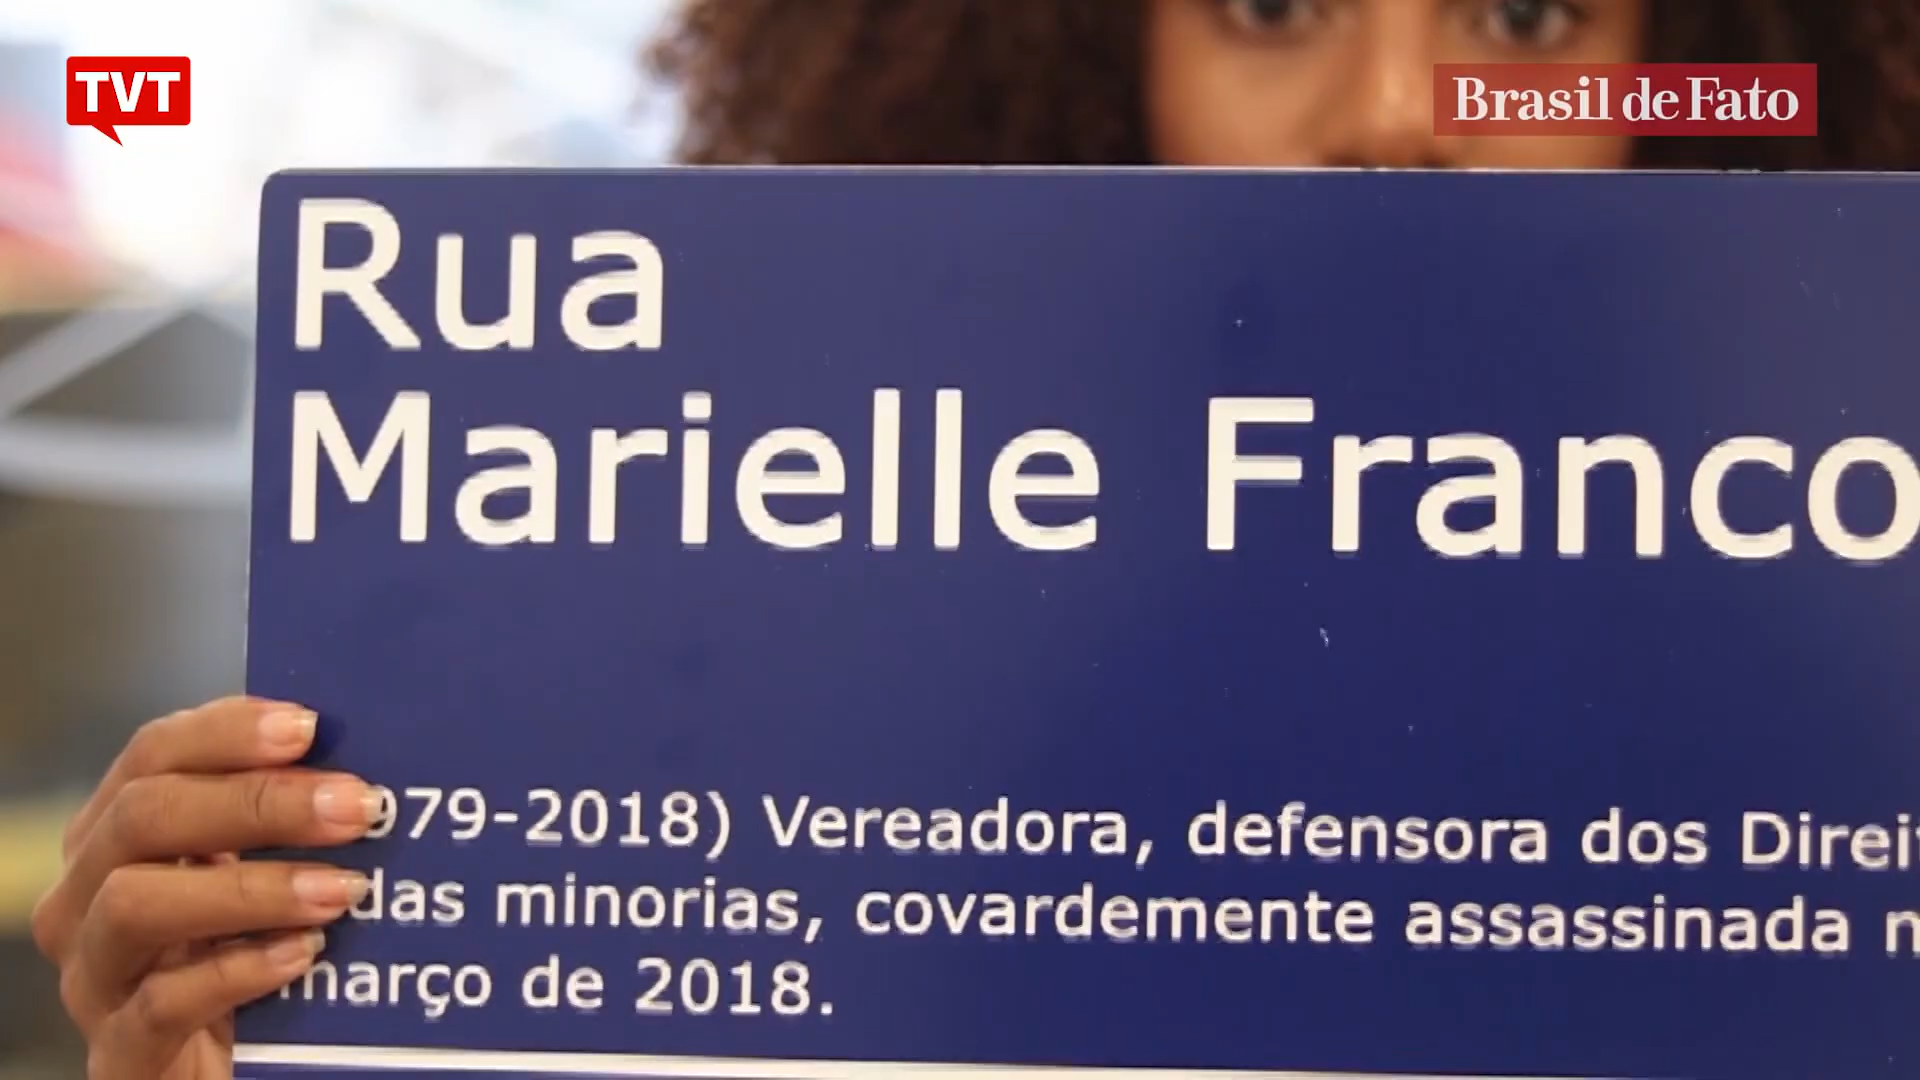 TVT
Brasil de Fato
Rua
Marielle Franco
979-2018) Vereadora, defensora dos Direi
das minorias, covardemente assassinada
março de 2018.